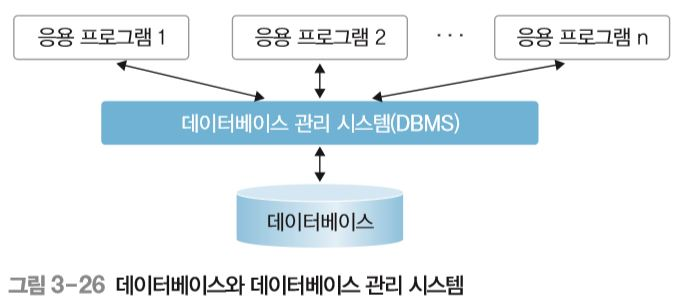 응용 프로그램 1 응용 프로그램 2 ··· 응용 프로그램 n
데이터베이스 관리 시스템(DBMS)
데이터베이스
그림 3-26 데이터베이스와 데이터베이스 관리 시스템